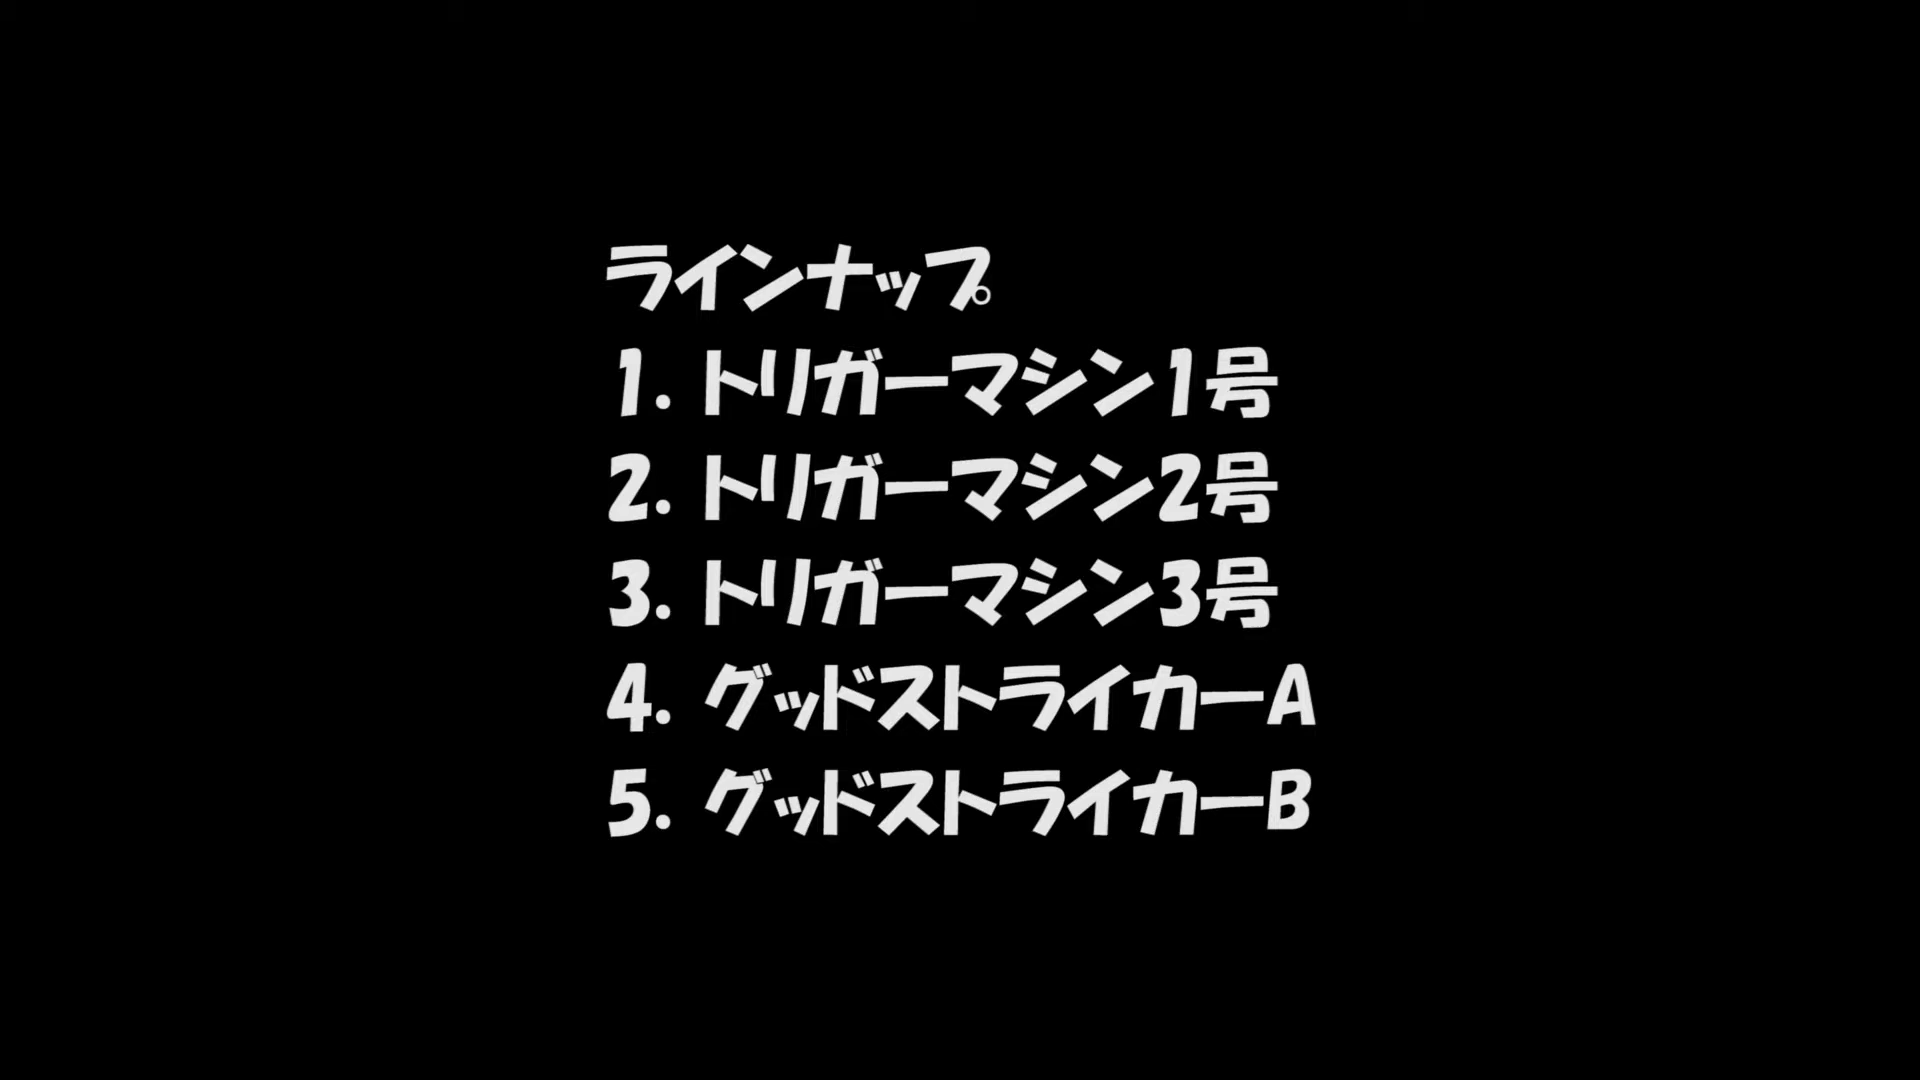 ラインナップ
1. トリガーマシン1号
2. トリガーマシン2号
3. トリガーマシン3号
4. グッドストライカーA
5. グッドストライカーB